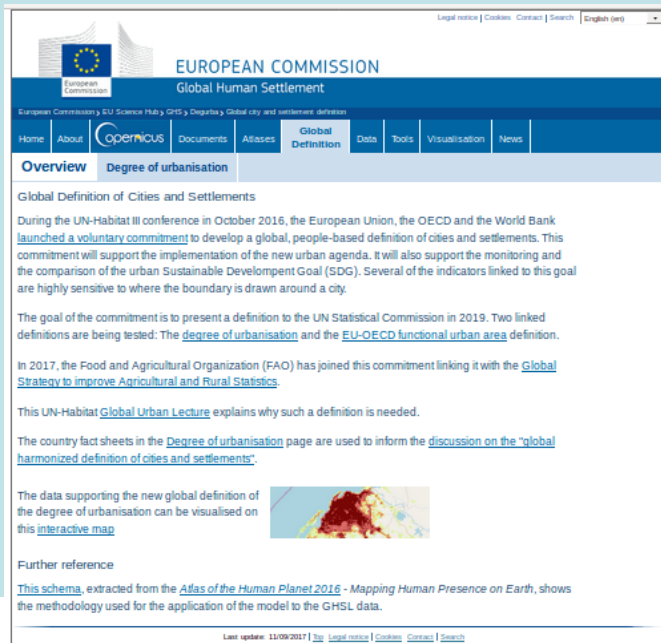 Legal notice | Cookies Contact | Search English (en)
European
Commission
EUROPEAN COMMISSION
Global Human Settlement
European Commission > EU Science Hub > GHS > Degurba > Global city and settlement definition
Home About Copernicus Documents Atlases Global Definition Data Tools Visualisation News
Overview Degree of urbanisation
Global Definition of Cities and Settlements
During the UN-Habitat III conference in October 2016, the European Union, the OECD and the World Bank
launched a voluntary commitment to develop a global, people-based definition of cities and settlements. This
commitment will support the implementation of the new urban agenda. It will also support the monitoring and
the comparison of the urban Sustainable Develompent Goal (SDG). Several of the indicators linked to this goal
are highly sensitive to where the boundary is drawn around a city.
The goal of the commitment is to present a definition to the UN Statistical Commission in 2019. Two linked
definitions are being tested: The degree of urbanisation and the EU-OECD functional urban area definition.
In 2017, the Food and Agricultural Organization (FAO) has joined this commitment linking it with the Global
Strategy to improve Agricultural and Rural Statistics.
This UN-Habitat Global Urban Lecture explains why such a definition is needed.
The country fact sheets in the Degree of urbanisation page are used to inform the discussion on the "global
harmonized definition of cities and settlements".
The data supporting the new global definition of
the degree of urbanisation can be visualised on
this interactive map
Further reference
This schema, extracted from the Atlas of the Human Planet 2016 - Mapping Human Presence on Earth, shows
the methodology used for the application of the model to the GHSL data.
Last update: 11/09/2017 | Top Legal notice | Cookies Contact | Search